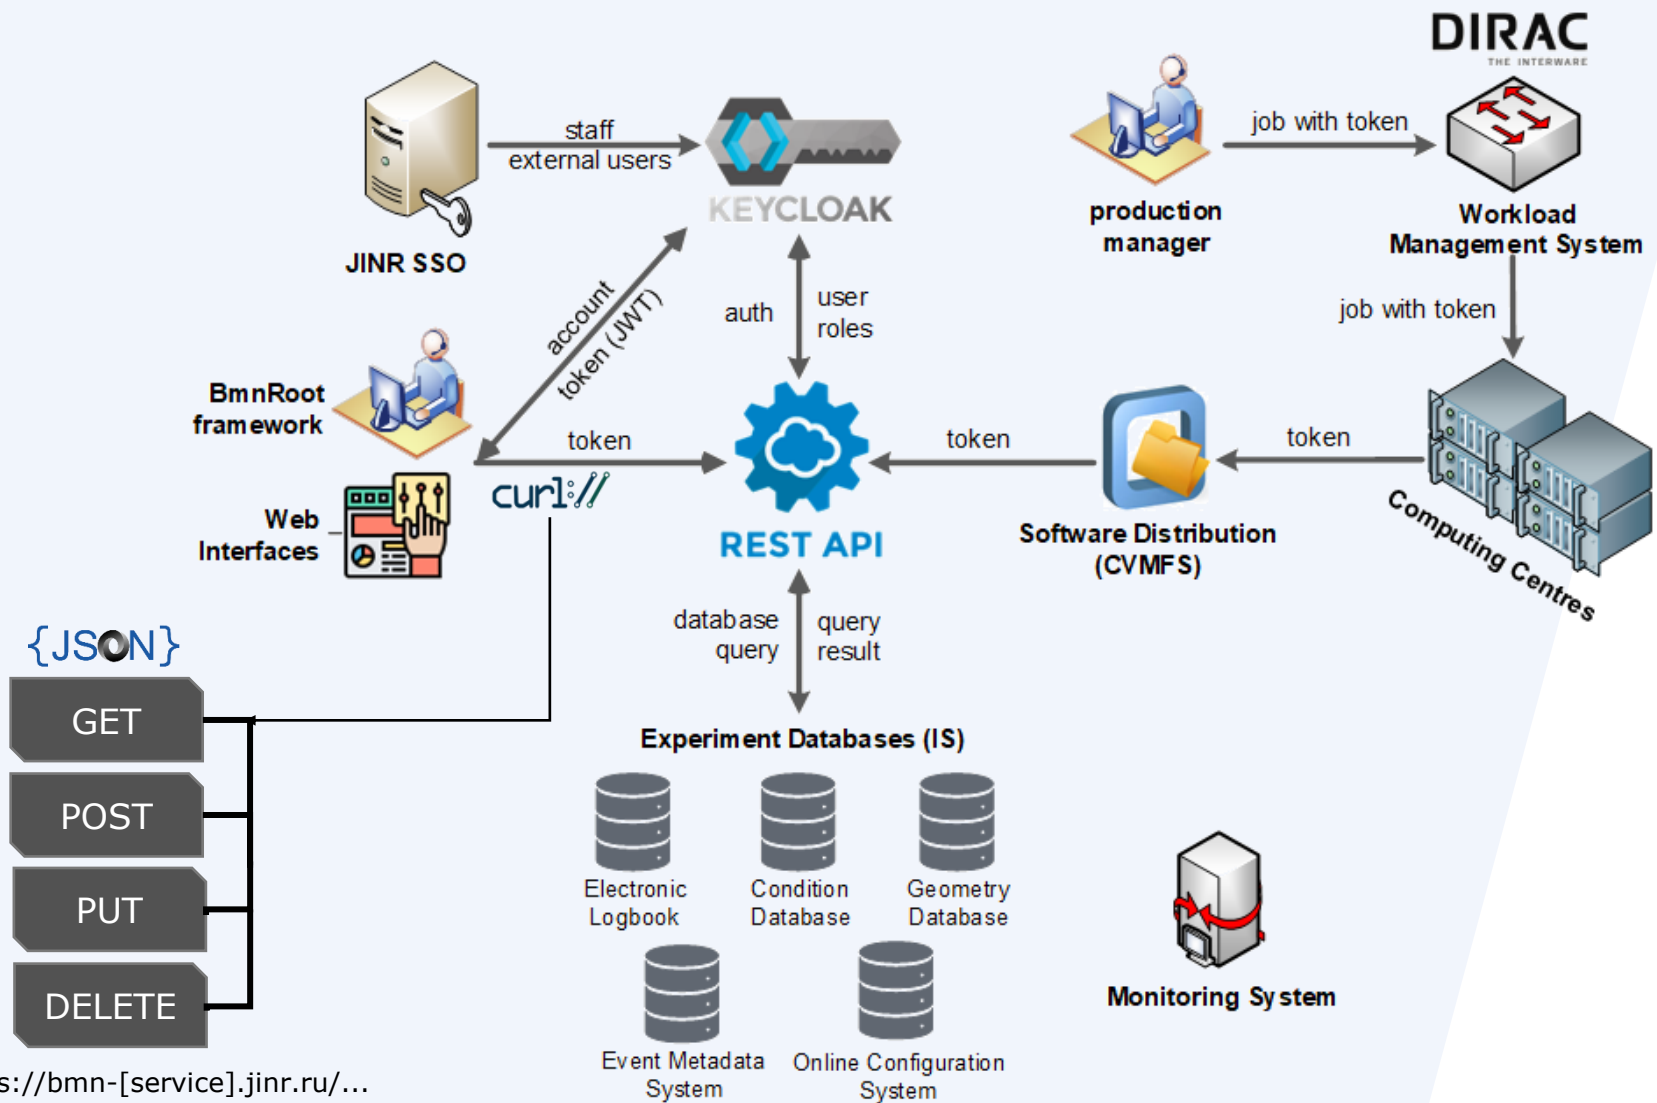 DIRAC
THE INTERWARE
staff
external users
KEYCLOAK
job with token
JINR SSO
production
manager
Workload
Management System
account
token (JWT)
auth
user
roles
job with token
BmnRoot
framework
token
token
token
curl://
Web
Interfaces
REST API
Software Distribution
(CVMFS)
Computing Centres
database
query
query
result
{JSON}
GET
POST
PUT
DELETE
Experiment Databases (IS)
Electronic
Logbook
Condition
Database
Geometry
Database
Event Metadata
System
Online Configuration
System
Monitoring System
s://bmn-[service].jinr.ru/...